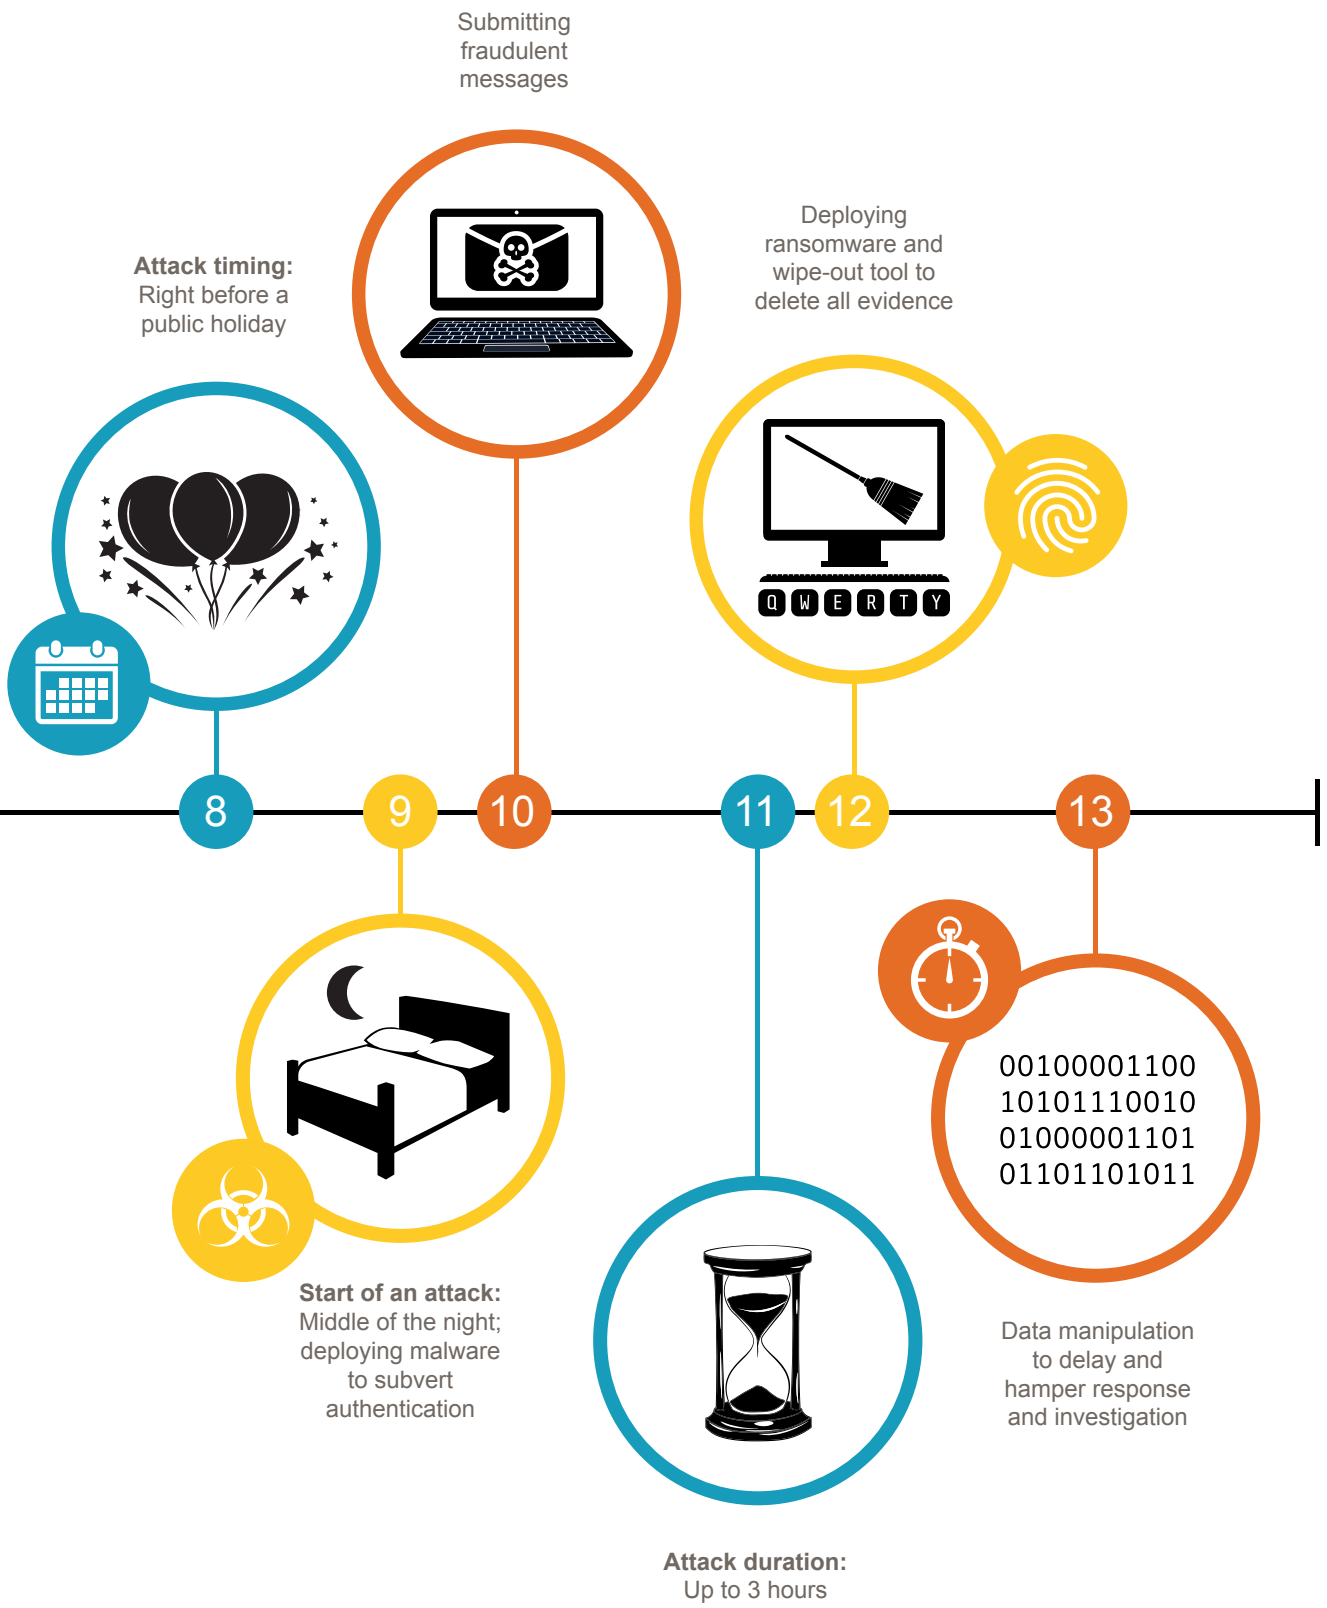 Submitting
fraudulent
messages
Attack timing:
Right before a
public holiday
Deploying
ransomware and
wipe-out tool to
delete all evidence
Q W E R T Y
8
9
10
11
12
13
Start of an attack:
Middle of the night;
deploying malware
to subvert
authentication
00100001100
10101110010
01000001101
01101101011
Data manipulation
to delay and
hamper response
and investigation
Attack duration:
Up to 3 hours